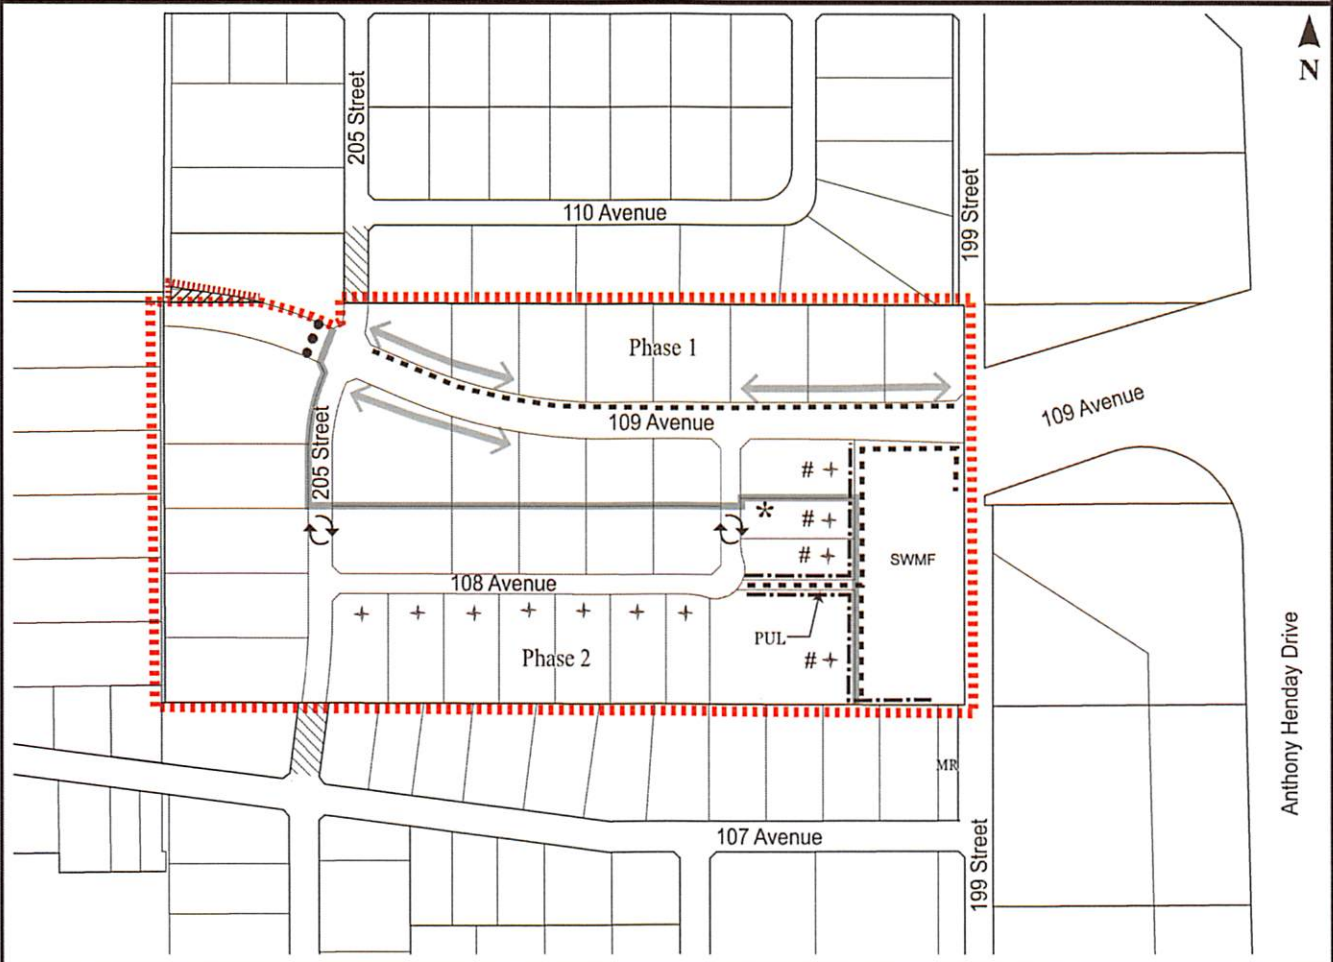 N
205 Street
199 Street
110 Avenue
Phase 1
109 Avenue
109 Avenue
205 Street
# +
* 
# +
# +
SWMF
108 Avenue
+ + + + + + +
PUL
Phase 2
# +
Anthony Henday Drive
MR
107 Avenue
199 Street